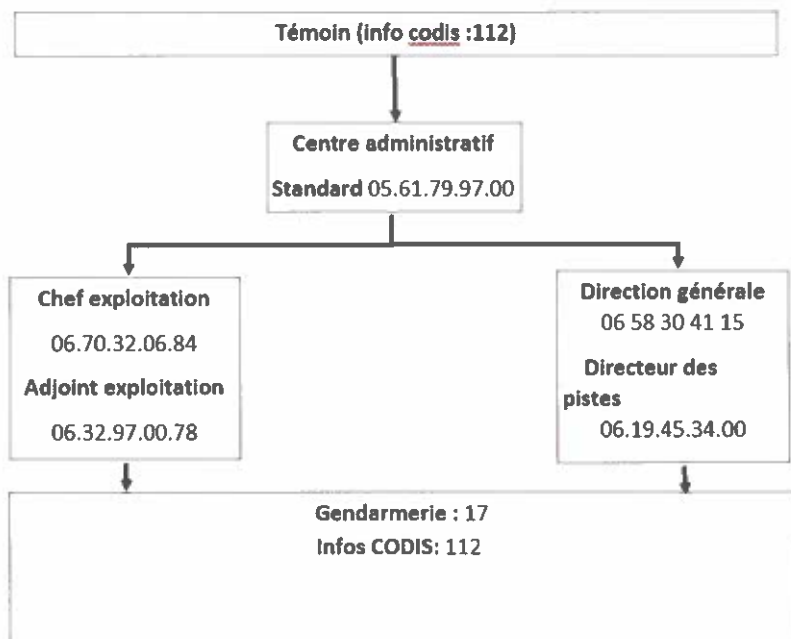 Témoin (info codis :112)
Centre administratif
Standard 05.61.79.97.00
Chef exploitation
06.70.32.06.84
Adjoint exploitation
06.32.97.00.78
Direction générale
06 58 30 41 15
Directeur des
pistes
06.19.45.34.00
Gendarmerie : 17
Infos CODIS: 112